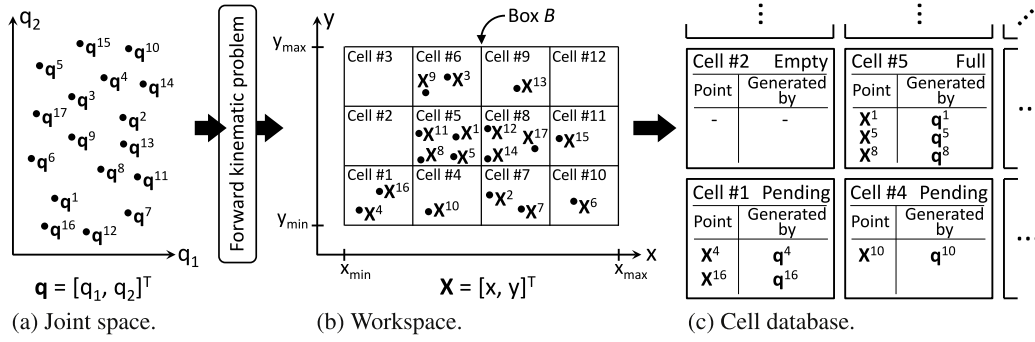 q₂
q¹⁵
q¹⁰
q⁵
q⁴
q¹⁴
q³
q¹⁷
q²
q⁹
q¹³
q⁶
q⁸
q¹¹
q¹
q⁷
q¹⁶
q¹²
q₁
q = [q₁, q₂]ᵀ
(a) Joint space.
Forward kinematic problem
y
Box B
yₘₐₓ
Cell #3
Cell #6
Cell #9
Cell #12
X⁹
X³
X¹³
Cell #2
Cell #5
Cell #8
Cell #11
X¹¹
X¹
X¹²
X¹⁷
X¹⁵
X⁸
X⁵
X¹⁴
Cell #1
Cell #4
Cell #7
Cell #10
X¹⁶
X⁴
X¹⁰
X²
X⁷
X⁶
yₘᵢₙ
x
xₘᵢₙ
xₘₐₓ
X = [x, y]ᵀ
(b) Workspace.
Cell #2 Empty
Point Generated by
- -
Cell #5 Full
Point Generated by
X¹ q¹
X⁵ q⁵
X⁸ q⁸
Cell #1 Pending
Point Generated by
X⁴ q⁴
X¹⁶ q¹⁶
Cell #4 Pending
Point Generated by
X¹⁰ q¹⁰
(c) Cell database.